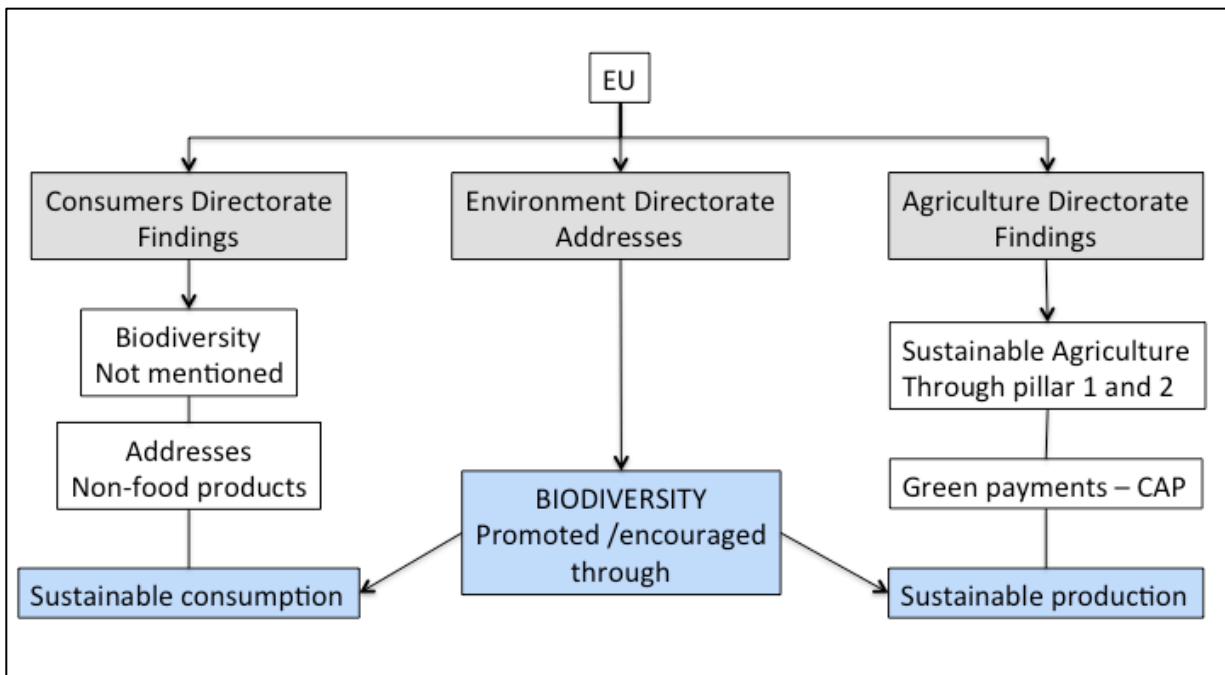 EU
Consumers Directorate
Findings
Environment Directorate
Addresses
Agriculture Directorate
Findings
Biodiversity
Not mentioned
Sustainable Agriculture
Through pillar 1 and 2
Addresses
Non-food products
BIODIVERSITY
Promoted /encouraged
through
Green payments – CAP
Sustainable consumption
Sustainable production